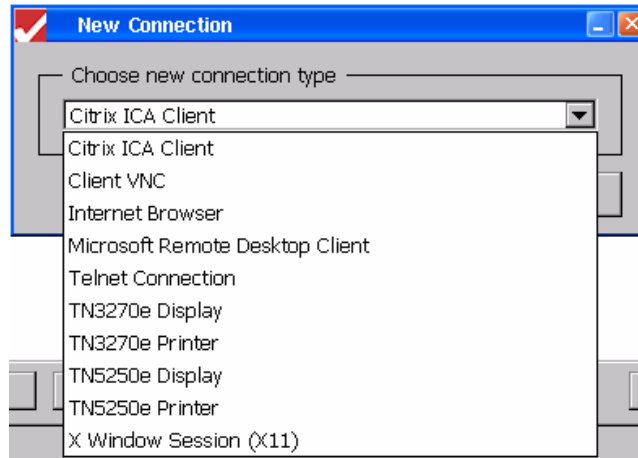 New Connection
Choose new connection type
Citrix ICA Client
Citrix ICA Client
Client VNC
Internet Browser
Microsoft Remote Desktop Client
Telnet Connection
TN3270e Display
TN3270e Printer
TN5250e Display
TN5250e Printer
X Window Session (X11)